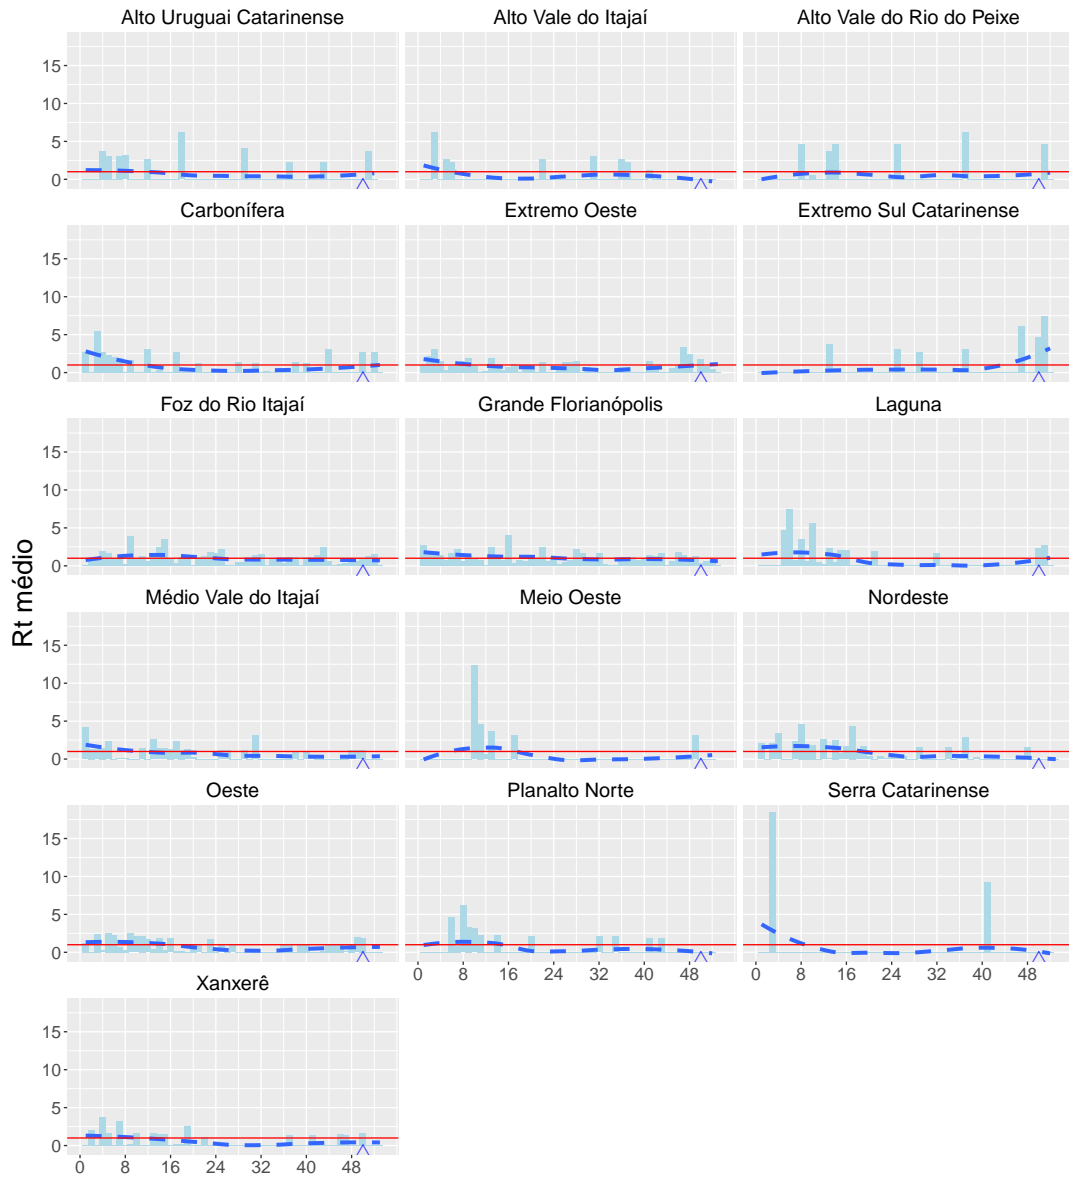 Alto Uruguai Catarinense Alto Vale do Itajaí Alto Vale do Rio do Peixe
15
10
5
0
Carbonífera Extremo Oeste Extremo Sul Catarinense
15
10
5
0
Foz do Rio Itajaí Grande Florianópolis Laguna
15
10
5
0
Rt médio
Médio Vale do Itajaí Meio Oeste Nordeste
15
10
5
0
Oeste Planalto Norte Serra Catarinense
15
10
5
0
0 8 16 24 32 40 48 0 8 16 24 32 40 48
Xanxerê
15
10
5
0
0 8 16 24 32 40 48